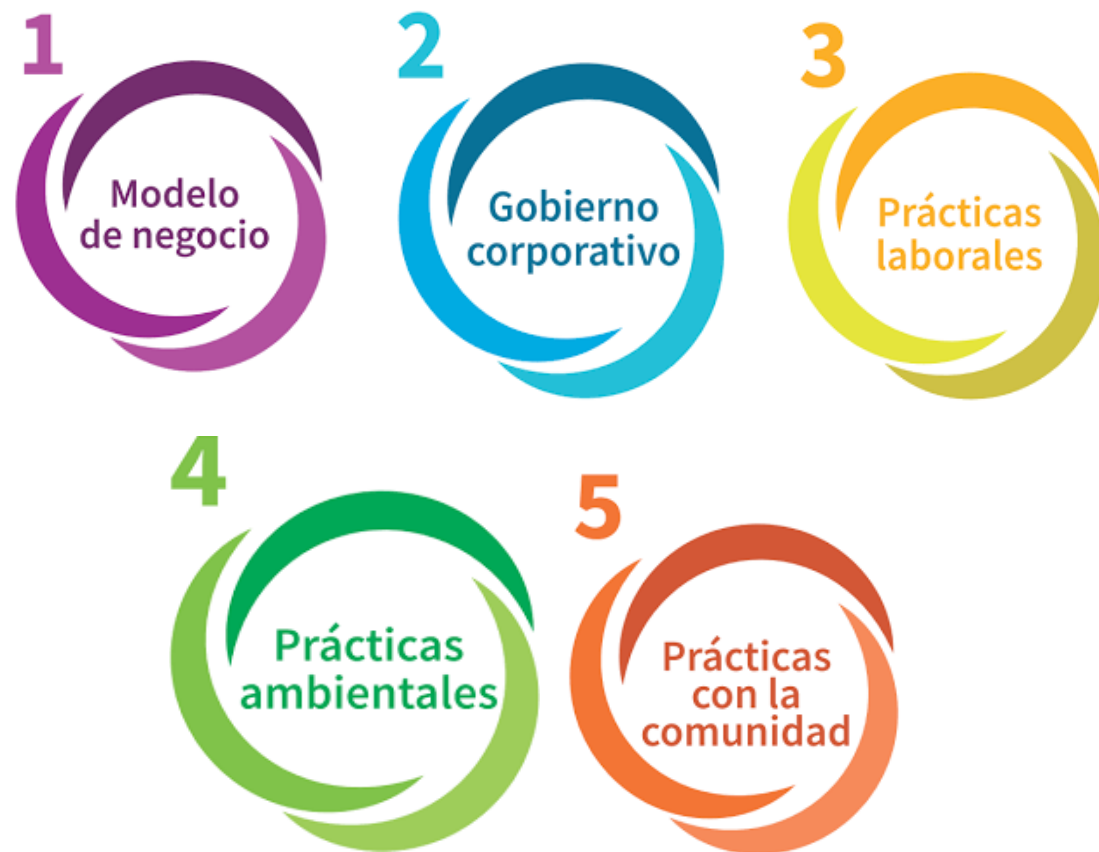 1
Modelo
de negocio
2
Gobierno
corporativo
3
Prácticas
laborales
4
Prácticas
ambientales
5
Prácticas
con la
comunidad